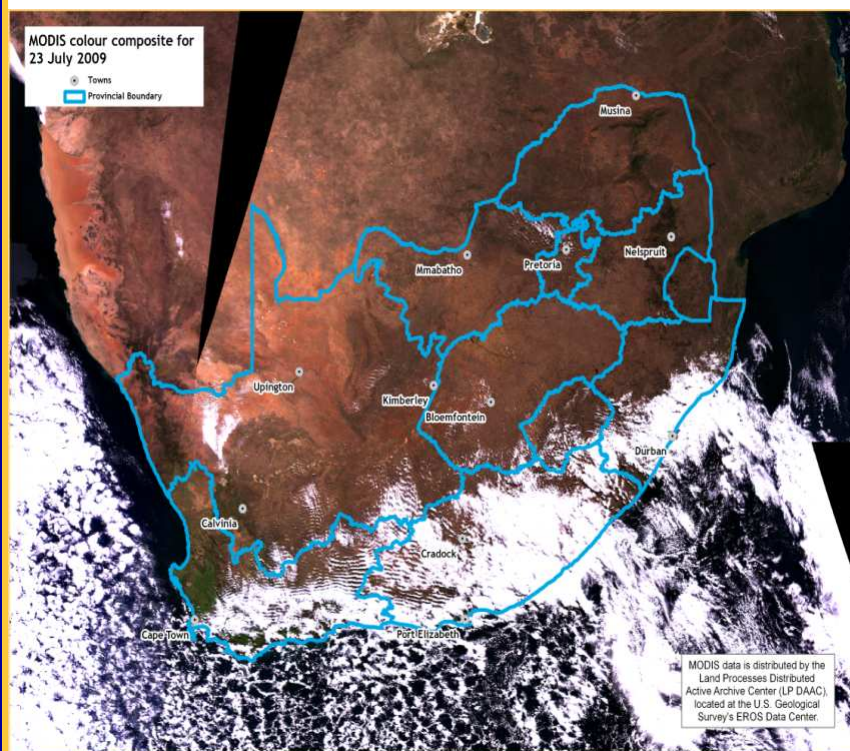 MODIS colour composite for
23 July 2009
Towns
Provincial Boundary
Musina
Nelspruit
Pretoria
Mmabatho
Upington
Kimberley
Bloemfontein
Durban
Calvinia
Cradock
Cape Town
Port Elizabeth
MODIS data is distributed by the
Land Processes Distributed
Active Archive Center (LP DAAC),
located at the U.S. Geological
Survey's EROS Data Center.